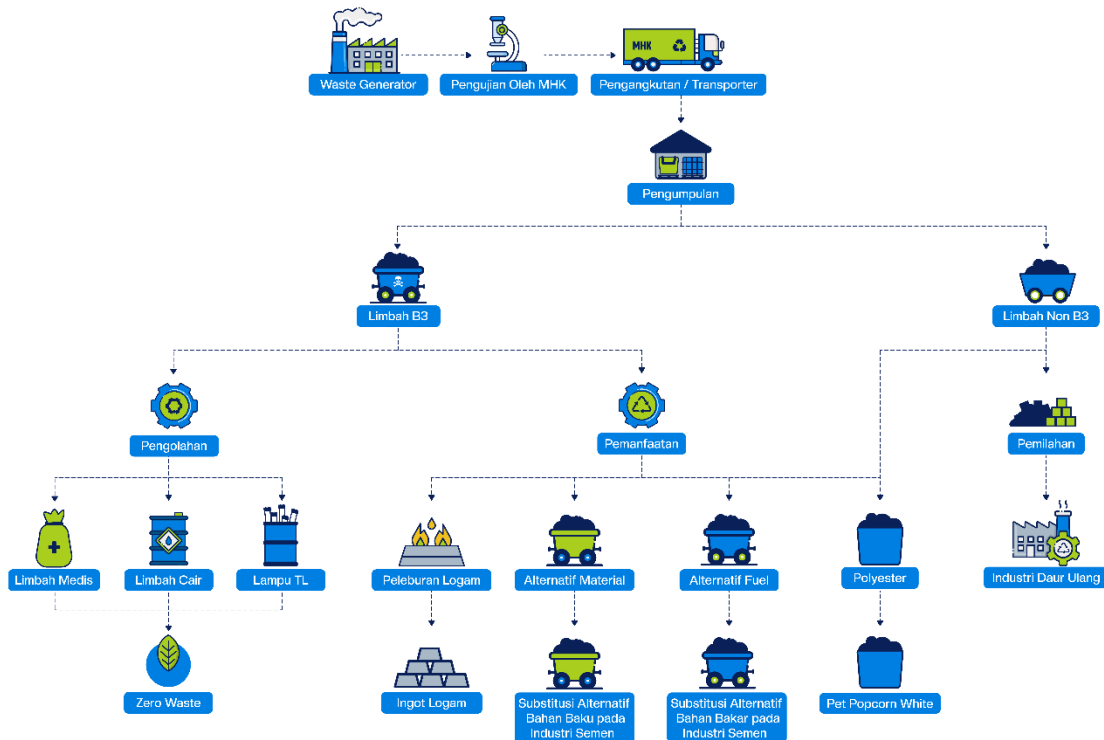 MHK
Waste Generator
Pengujian Oleh MHK
Pengangkutan / Transporter
Pengumpulan
Limbah B3
Limbah Non B3
Pengolahan
Pemanfaatan
Pemilahan
Limbah Medis
Limbah Cair
Lampu TL
Peleburan Logam
Alternatif Material
Alternatif Fuel
Polyester
Industri Daur Ulang
Zero Waste
Ingot Logam
Substitusi Alternatif
Bahan Baku pada
Industri Semen
Substitusi Alternatif
Bahan Bakar pada
Industri Semen
Pet Popcorn White